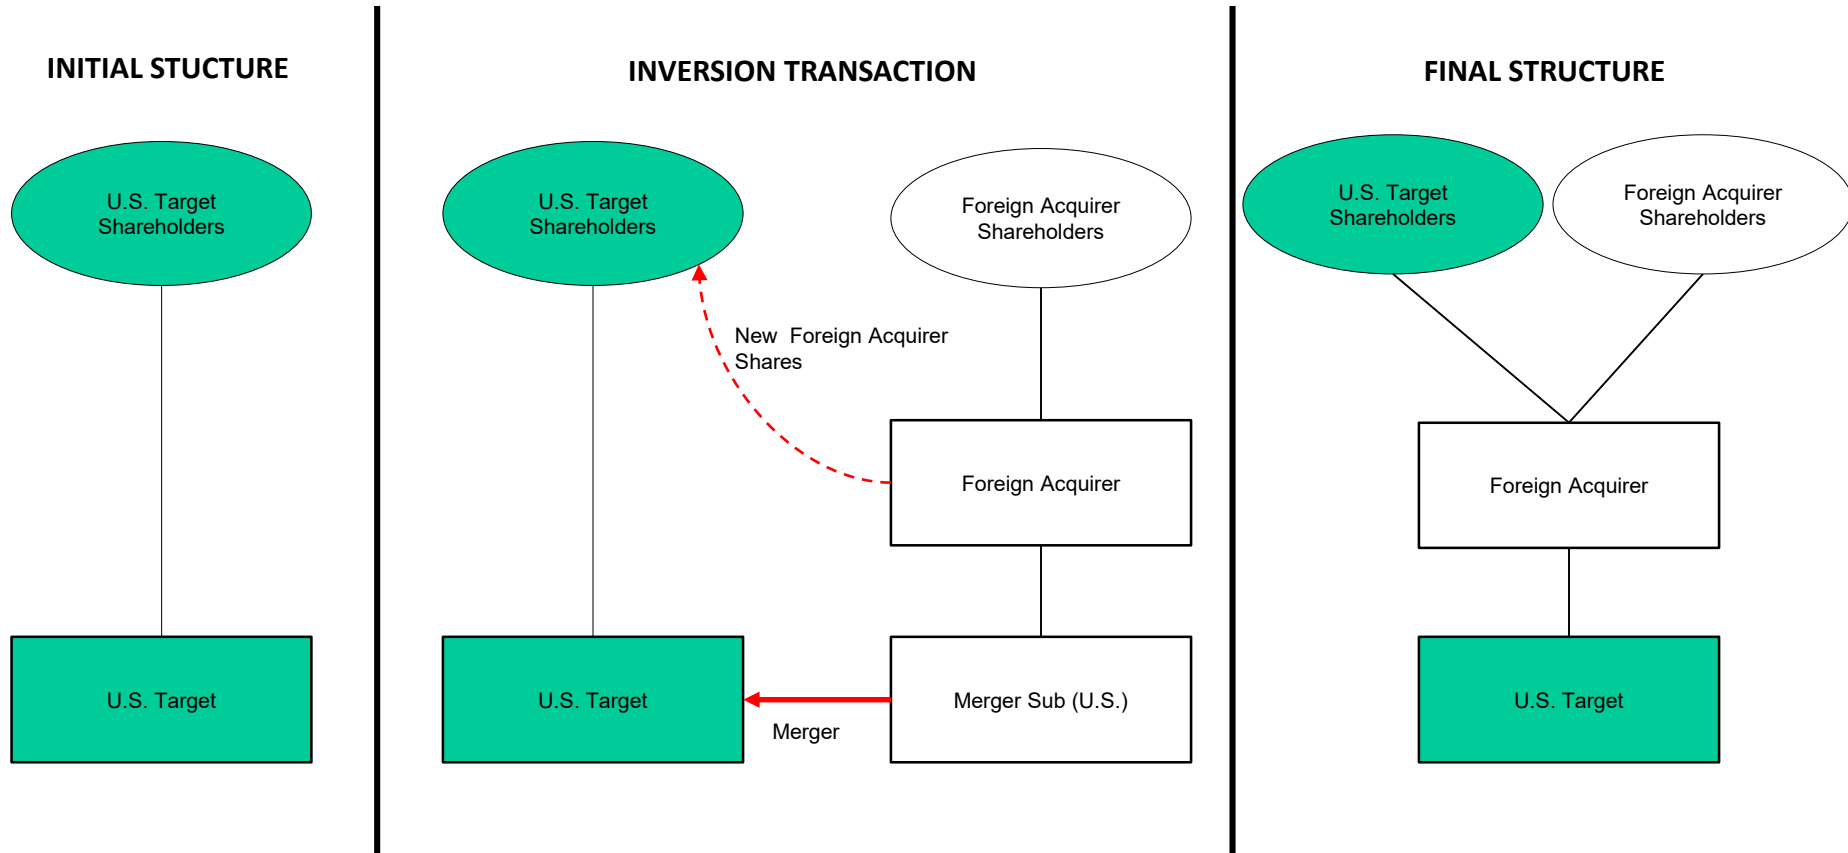 INITIAL STUCTURE
U.S. Target
Shareholders
U.S. Target
INVERSION TRANSACTION
U.S. Target
Shareholders
Foreign Acquirer
Shareholders
New Foreign Acquirer
Shares
Foreign Acquirer
U.S. Target
Merger
Merger Sub (U.S.)
FINAL STRUCTURE
U.S. Target
Shareholders
Foreign Acquirer
Shareholders
Foreign Acquirer
U.S. Target